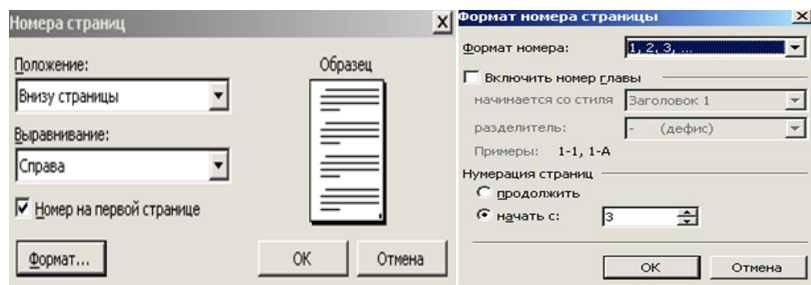 Номера страниц
Положение:
Образец
Внизу страницы
Выравнивание:
Справа
Номер на первой странице
Формат...
ОК
Отмена
Формат номера страницы
Формат номера:
1, 2, 3, ...
Включить номер главы
начинается со стиля
Заголовок 1
разделитель:
- (дефис)
Примеры: 1-1, 1-A
Нумерация страниц
продолжить
начать с:
3
ОК
Отмена